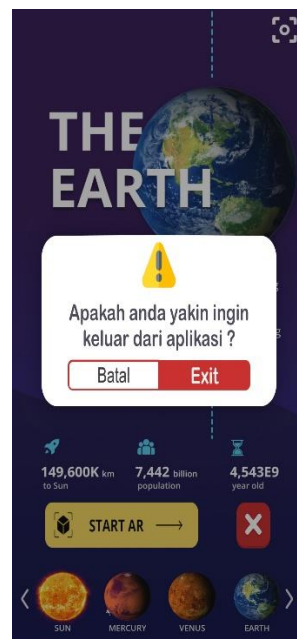 THE
EARTH
Apakah anda yakin ingin
keluar dari aplikasi ?
Batal Exit
149,600K km 7,442 billion 4,543E9
to Sun population year old
START AR
SUN MERCURY VENUS EARTH